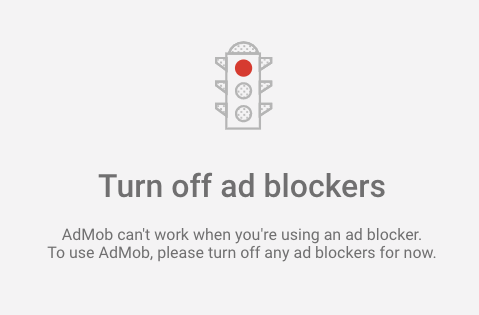 Turn off ad blockers
AdMob can't work when you're using an ad blocker.
To use AdMob, please turn off any ad blockers for now.